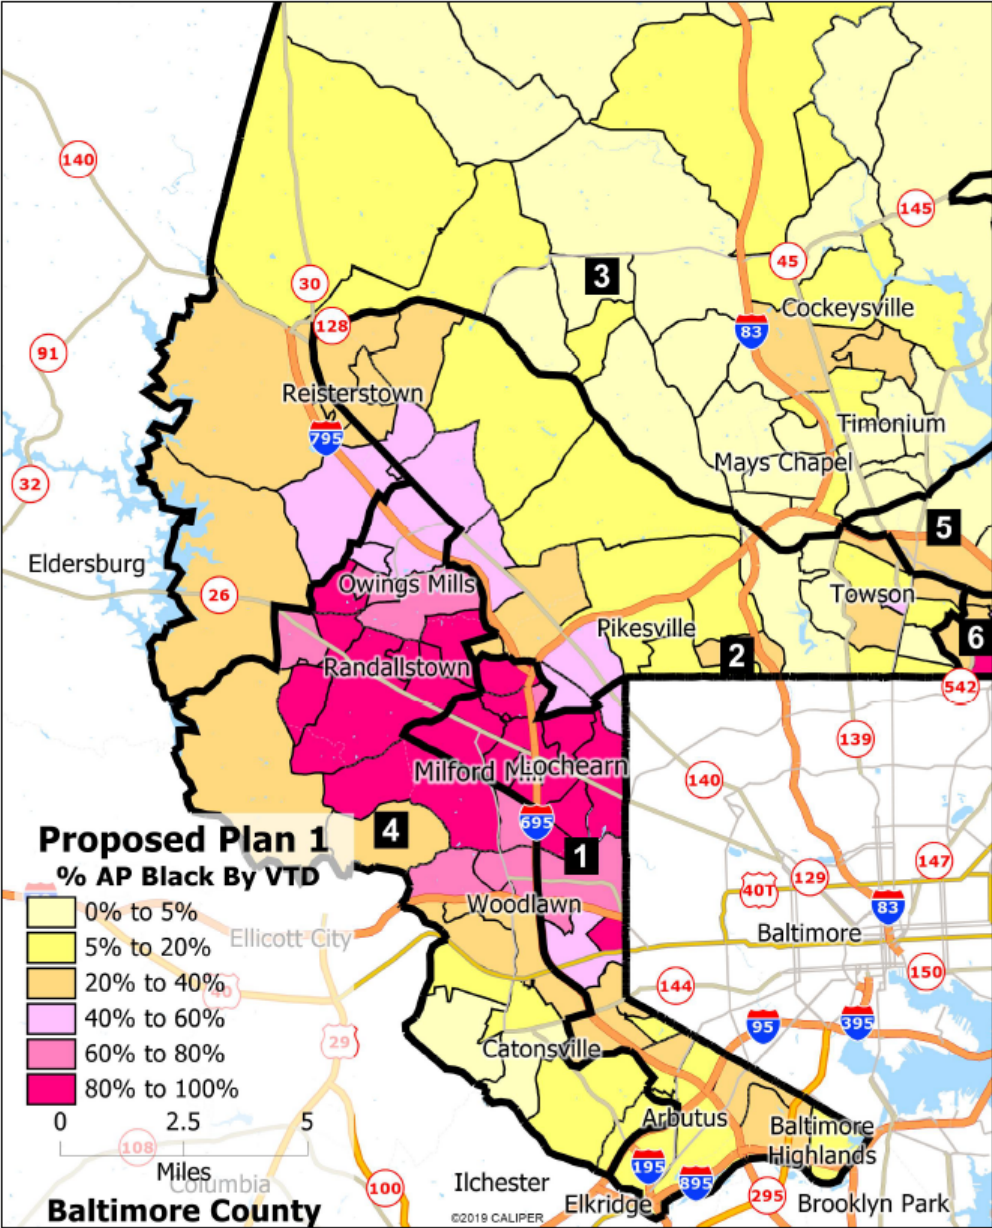 140
145
30
45
3
Cockeysville
128
83
91
Reisterstown
795
Timonium
Mays Chapel
32
5
Eldersburg
Owings Mills
26
Towson
Pikesville
6
2
Randallstown
542
139
Milford M...
Lochearn
140
695
4
1
Proposed Plan 1
% AP Black By VTD
0% to 5%
5% to 20%
20% to 40%
40% to 60%
60% to 80%
80% to 100%
0 2.5 5
Miles
Baltimore County
147
129
40T
83
Woodlawn
Baltimore
Ellicott City
150
40
144
95
395
29
Catonsville
Arbutus
Baltimore
Highlands
108
195
895
Columbia
100
Ilchester
Elkridge
295
Brooklyn Park
©2019 CALIPER